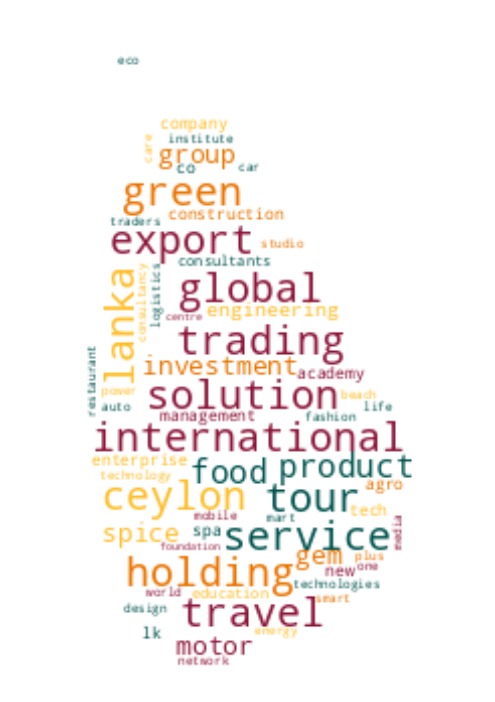 eco
company
institute
care
group
co
car
green
construction
traders
export
studio
consultants
lanka
consultancy
logistics
global
centre
engineering
trading
investment
academy
restaurant
power
solution
beach
auto
management
life
fashion
international
enterprise
technology
food
product
agro
ceylon
tour
tech
mobile
mart
media
spice
spa
service
foundation
gem
plus
new
one
holding
technologies
world
education
smart
design
travel
lk
energy
motor
network